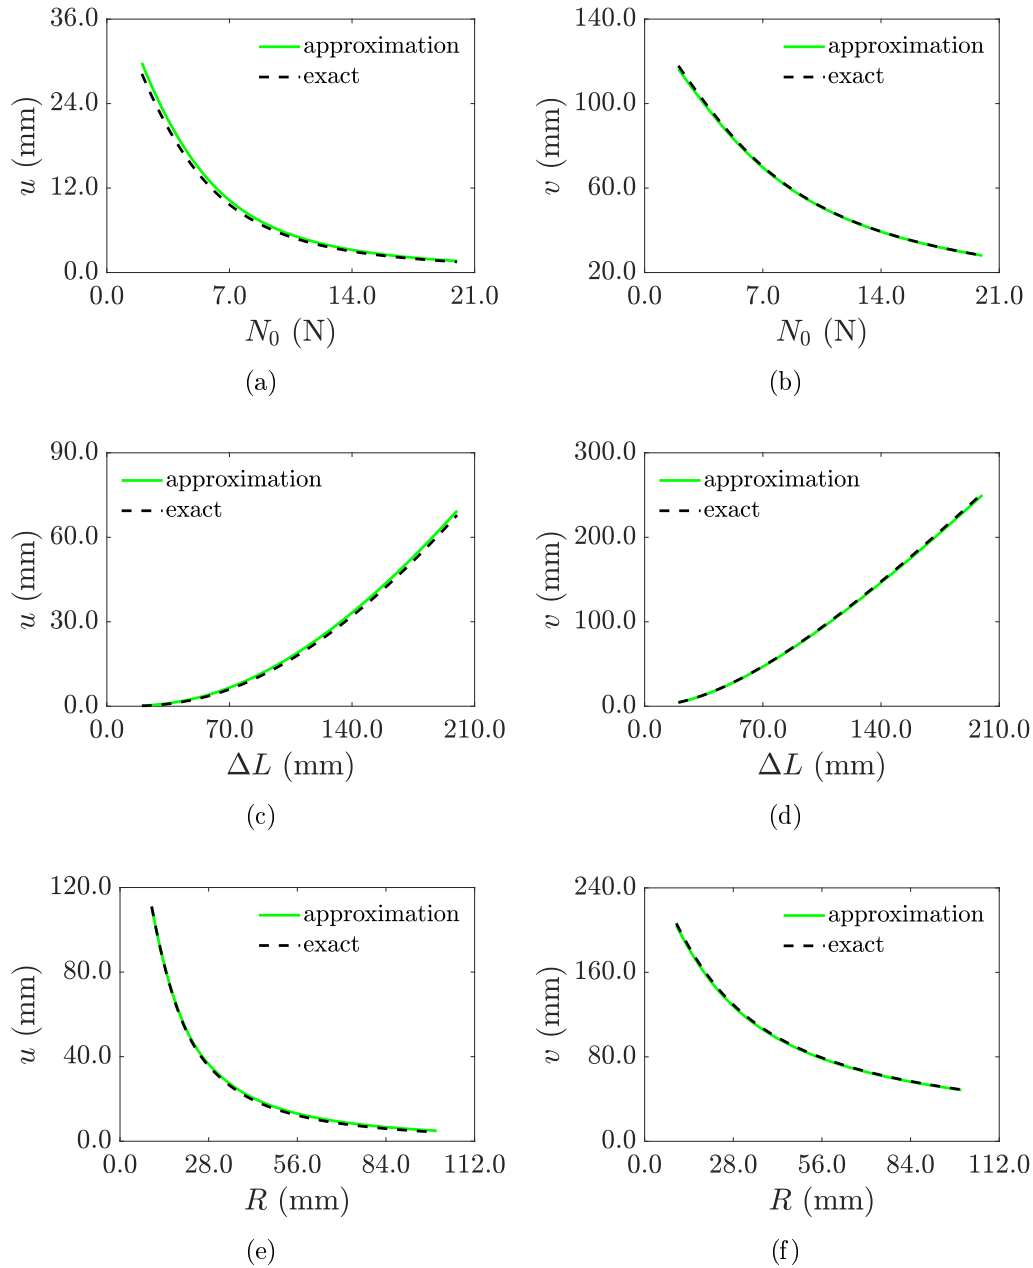 36.0
24.0
12.0
0.0
u (mm)
approximation
exact
0.0 7.0 14.0 21.0
N₀ (N)
(a)
140.0
100.0
60.0
20.0
v (mm)
approximation
exact
0.0 7.0 14.0 21.0
N₀ (N)
(b)
90.0
60.0
30.0
0.0
u (mm)
approximation
exact
0.0 70.0 140.0 210.0
ΔL (mm)
(c)
300.0
200.0
100.0
0.0
v (mm)
approximation
exact
0.0 70.0 140.0 210.0
ΔL (mm)
(d)
120.0
80.0
40.0
0.0
u (mm)
approximation
exact
0.0 28.0 56.0 84.0 112.0
R (mm)
(e)
240.0
160.0
80.0
0.0
v (mm)
approximation
exact
0.0 28.0 56.0 84.0 112.0
R (mm)
(f)